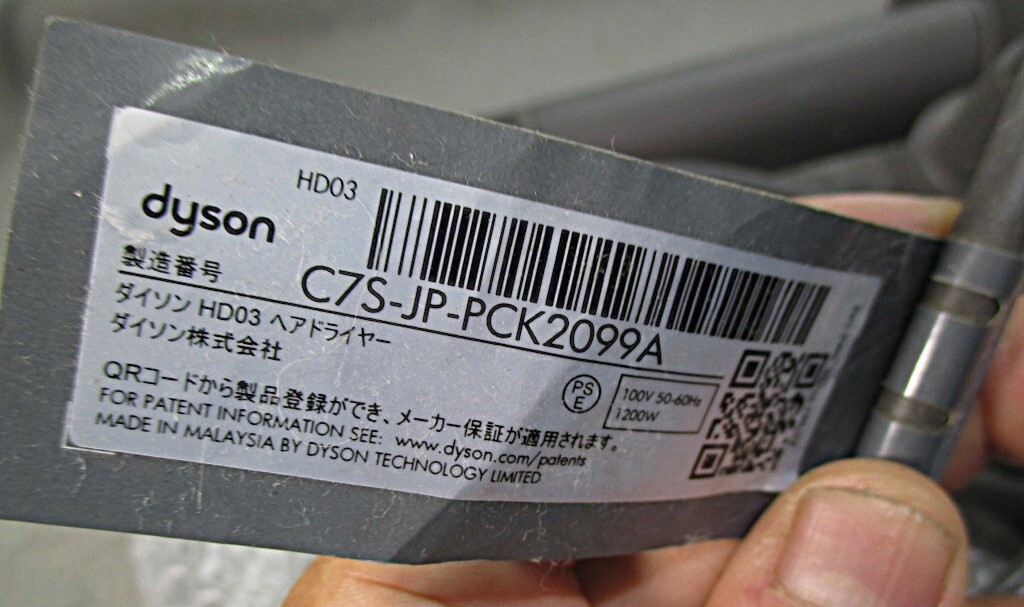 HD03
dyson
製造番号 C7S-JP-PCK2099A
ダイソン HD03 ヘアドライヤー
ダイソン株式会社
PS
E
100V 50-60Hz
1200W
QRコードから製品登録ができ、メーカー保証が適用されます。
FOR PATENT INFORMATION SEE: www.dyson.com/patents
MADE IN MALAYSIA BY DYSON TECHNOLOGY LIMITED